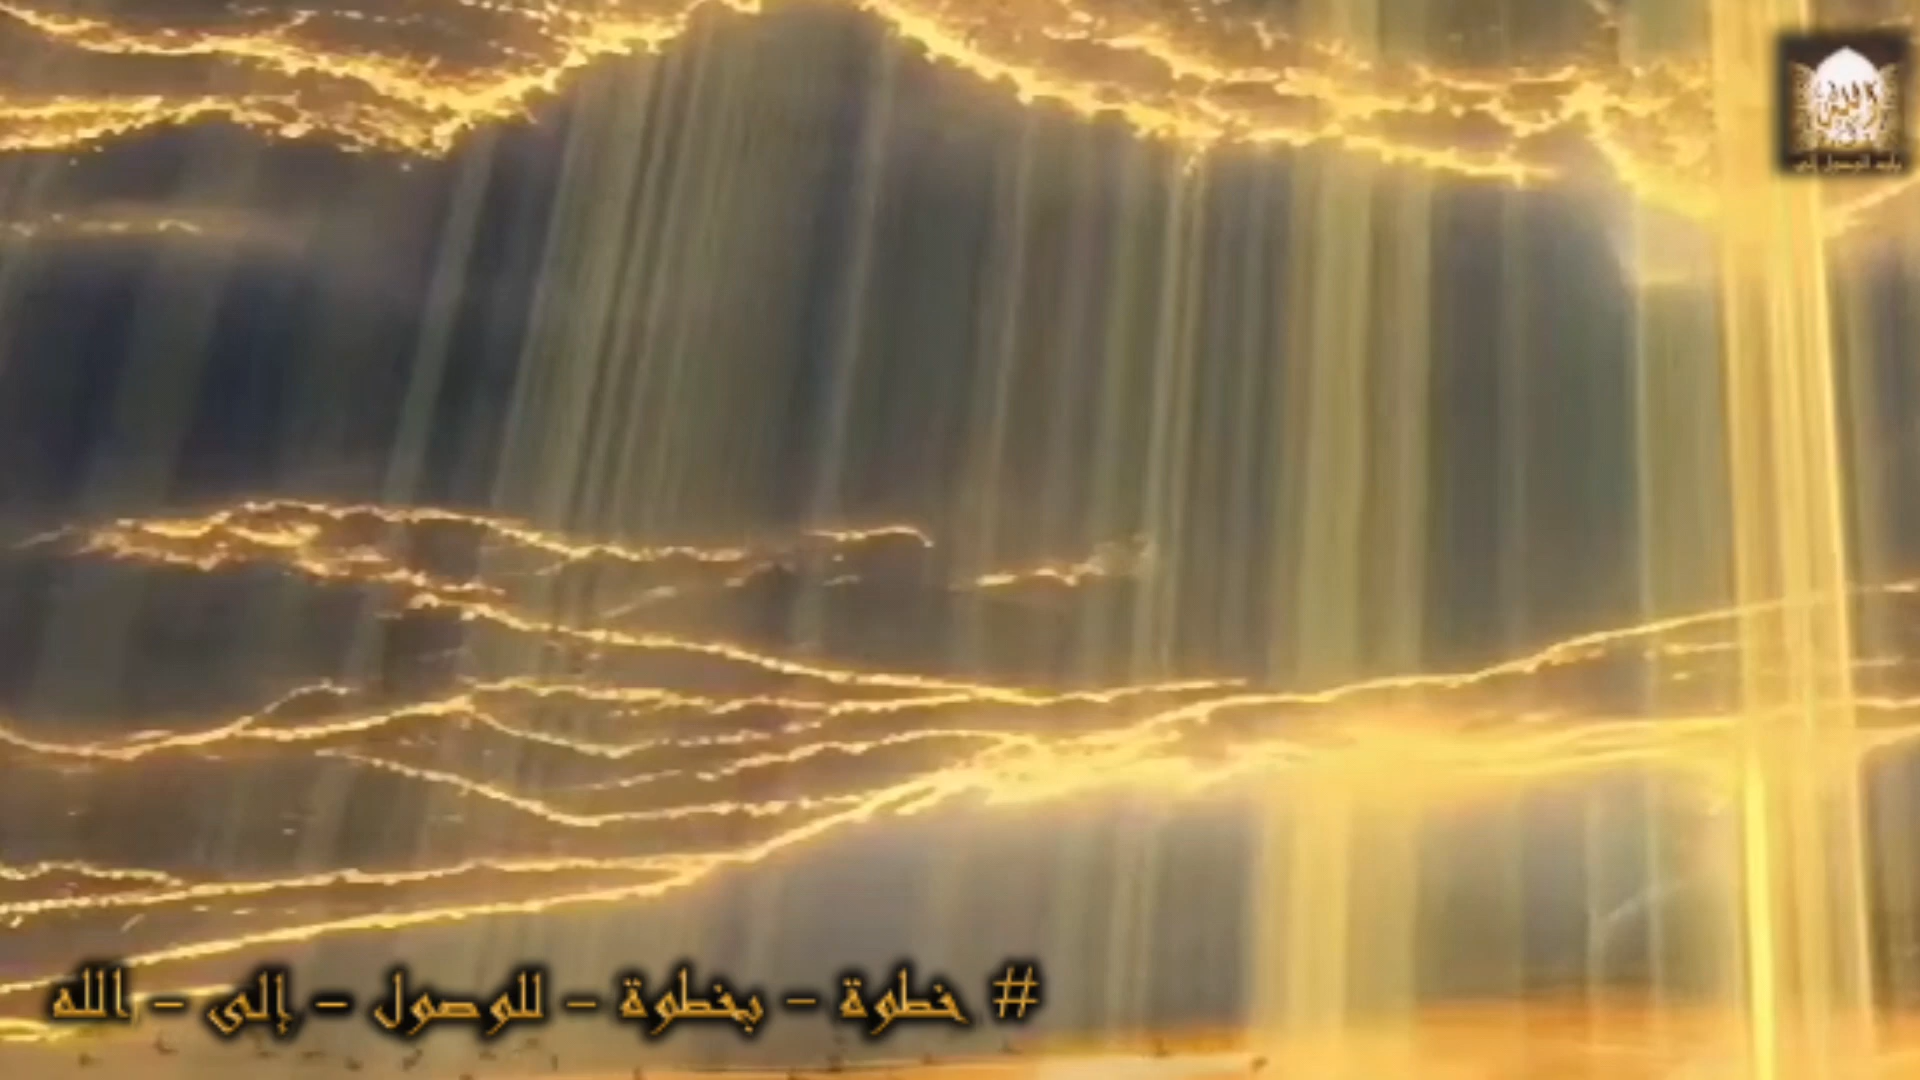 # خطوة - بخطوة - للوصول - إلى - الله